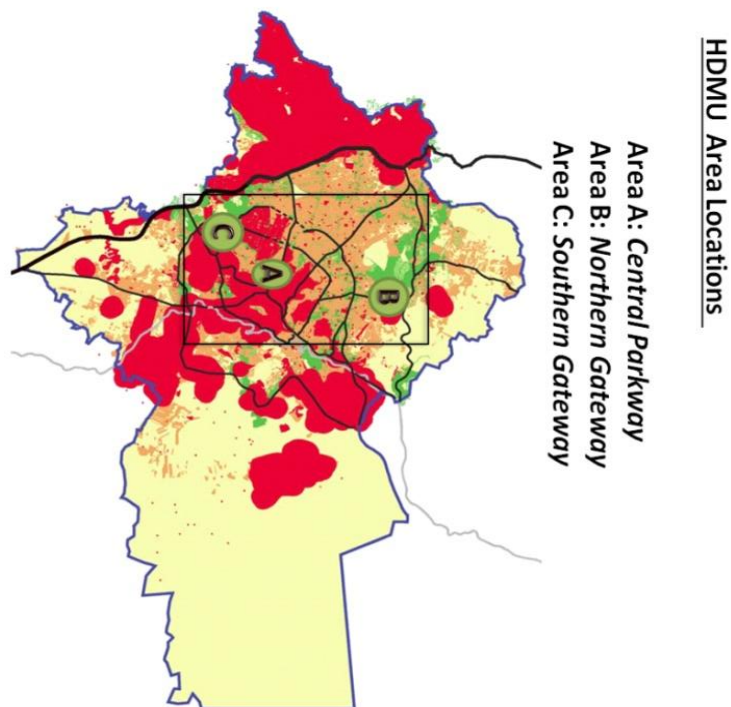 HDMU Area Locations
Area A: Central Parkway
Area B: Northern Gateway
Area C: Southern Gateway
C
A
B